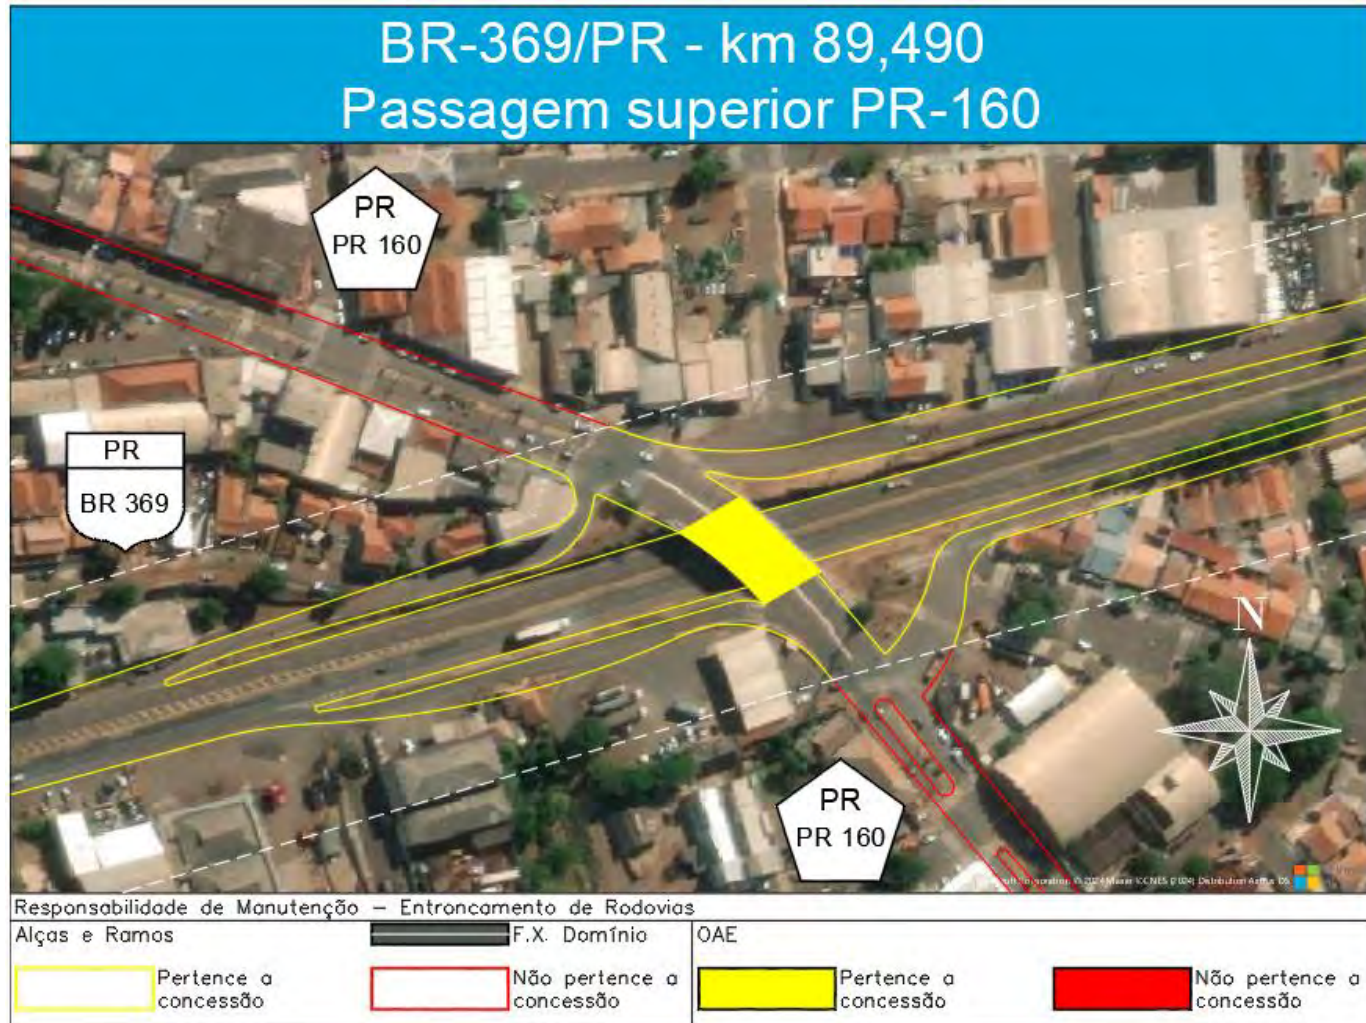 BR-369/PR - km 89,490
Passagem superior PR-160
PR
PR 160
PR
BR 369
N
PR
PR 160
Responsabilidade de Manutenção – Entroncamento de Rodovias
Alças e Ramos
F.X. Domínio
OAE
Pertence a
concessão
Não pertence a
concessão
Pertence a
concessão
Não pertence a
concessão